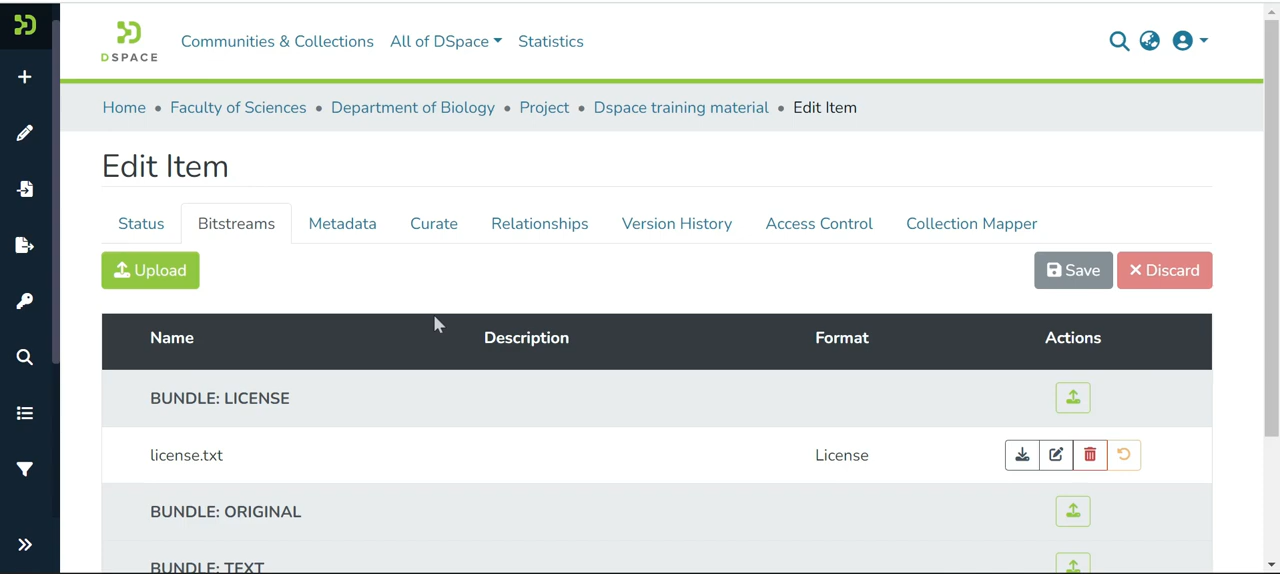 DSPACE
Communities & Collections All of DSpace Statistics
Home • Faculty of Sciences • Department of Biology • Project • Dspace training material • Edit Item
Edit Item
Status Bitstreams Metadata Curate Relationships Version History Access Control Collection Mapper
Upload Save Discard
Name Description Format Actions
BUNDLE: LICENSE
license.txt License
BUNDLE: ORIGINAL
BUNDLE: TEXT